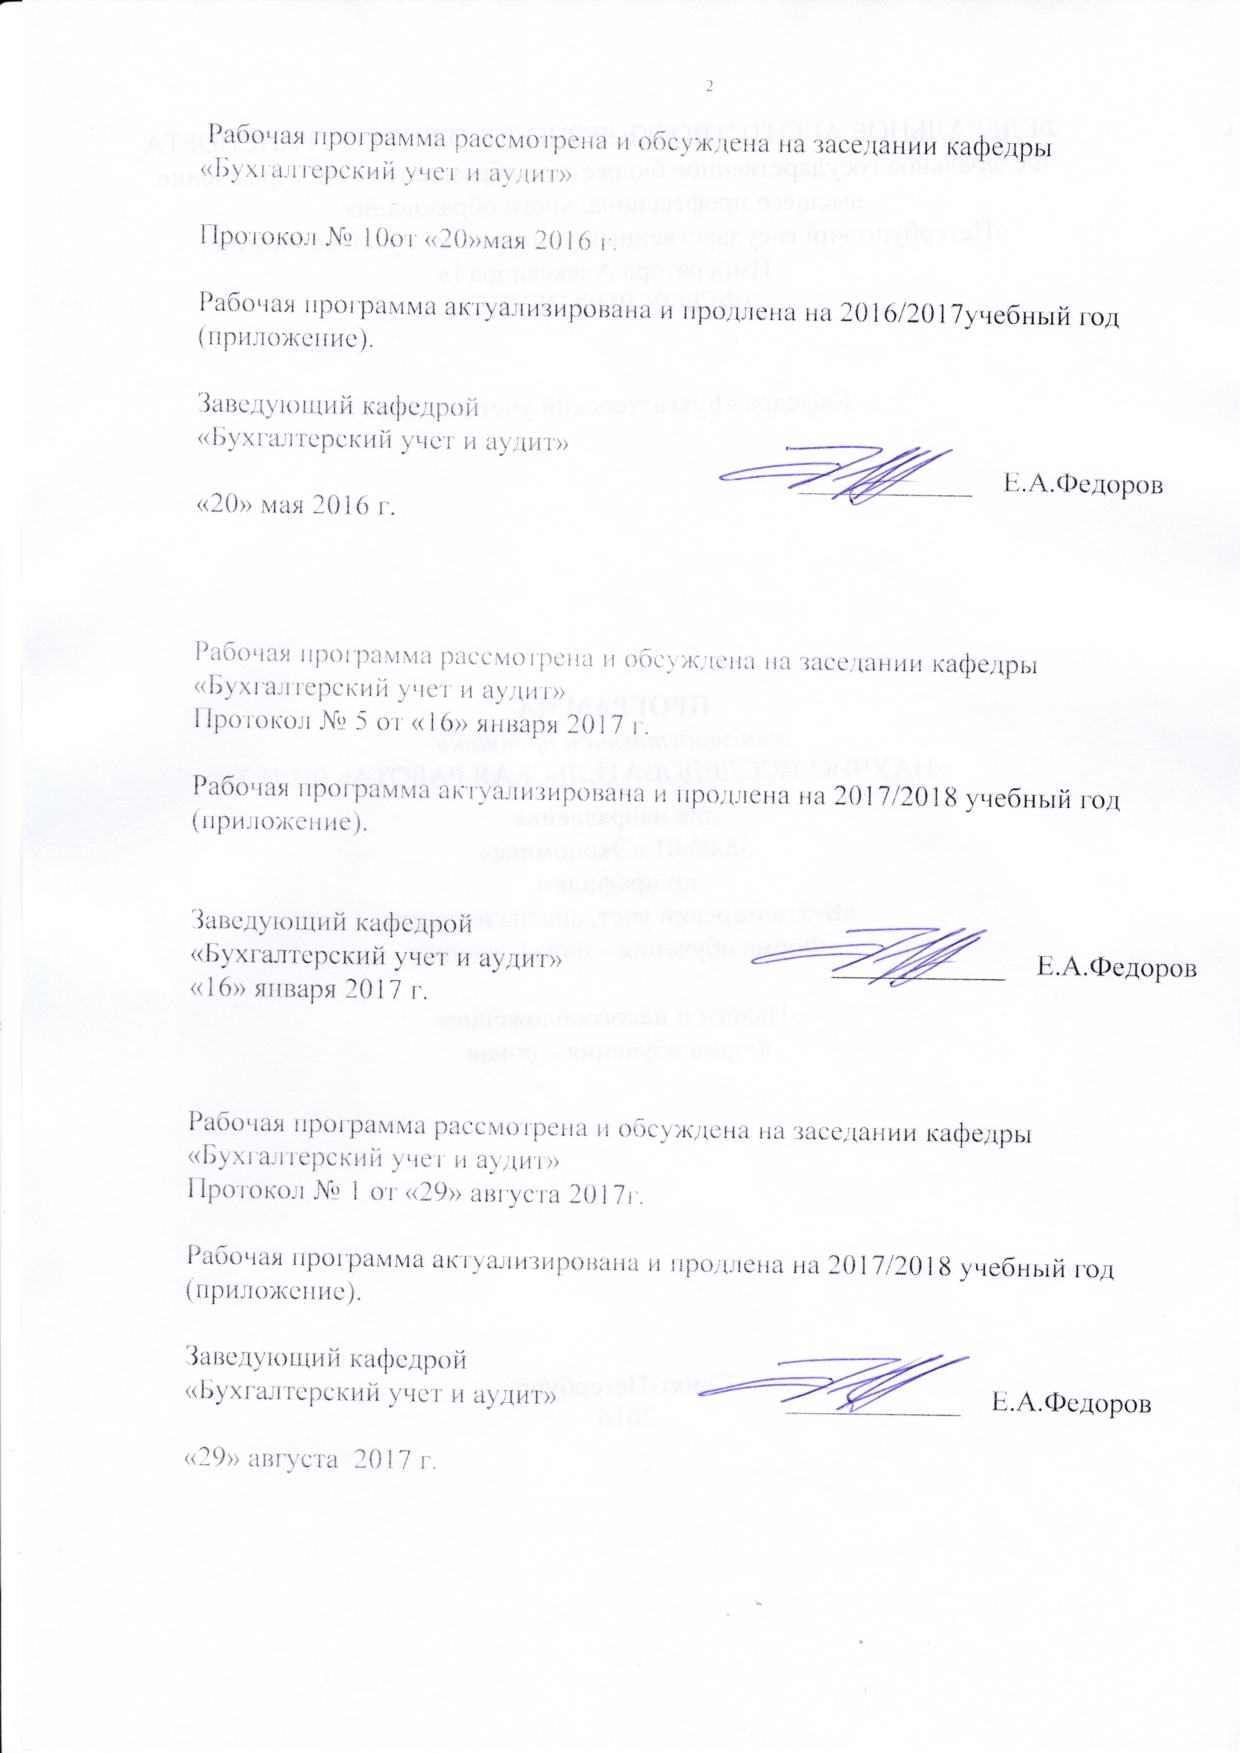 2
Рабочая программа рассмотрена и обсуждена на заседании кафедры
«Бухгалтерский учет и аудит»
Протокол № 10от «20»мая 2016 г.
Рабочая программа актуализирована и продлена на 2016/2017учебный год
(приложение).
Заведующий кафедрой
«Бухгалтерский учет и аудит»
Е.А.Федоров
«20» мая 2016 г.
Рабочая программа рассмотрена и обсуждена на заседании кафедры
«Бухгалтерский учет и аудит»
Протокол № 5 от «16» января 2017 г.
Рабочая программа актуализирована и продлена на 2017/2018 учебный год
(приложение).
Заведующий кафедрой
«Бухгалтерский учет и аудит»
Е.А.Федоров
«16» января 2017 г.
Рабочая программа рассмотрена и обсуждена на заседании кафедры
«Бухгалтерский учет и аудит»
Протокол № 1 от «29» августа 2017г.
Рабочая программа актуализирована и продлена на 2017/2018 учебный год
(приложение).
Заведующий кафедрой
«Бухгалтерский учет и аудит»
Е.А.Федоров
«29» августа  2017 г.